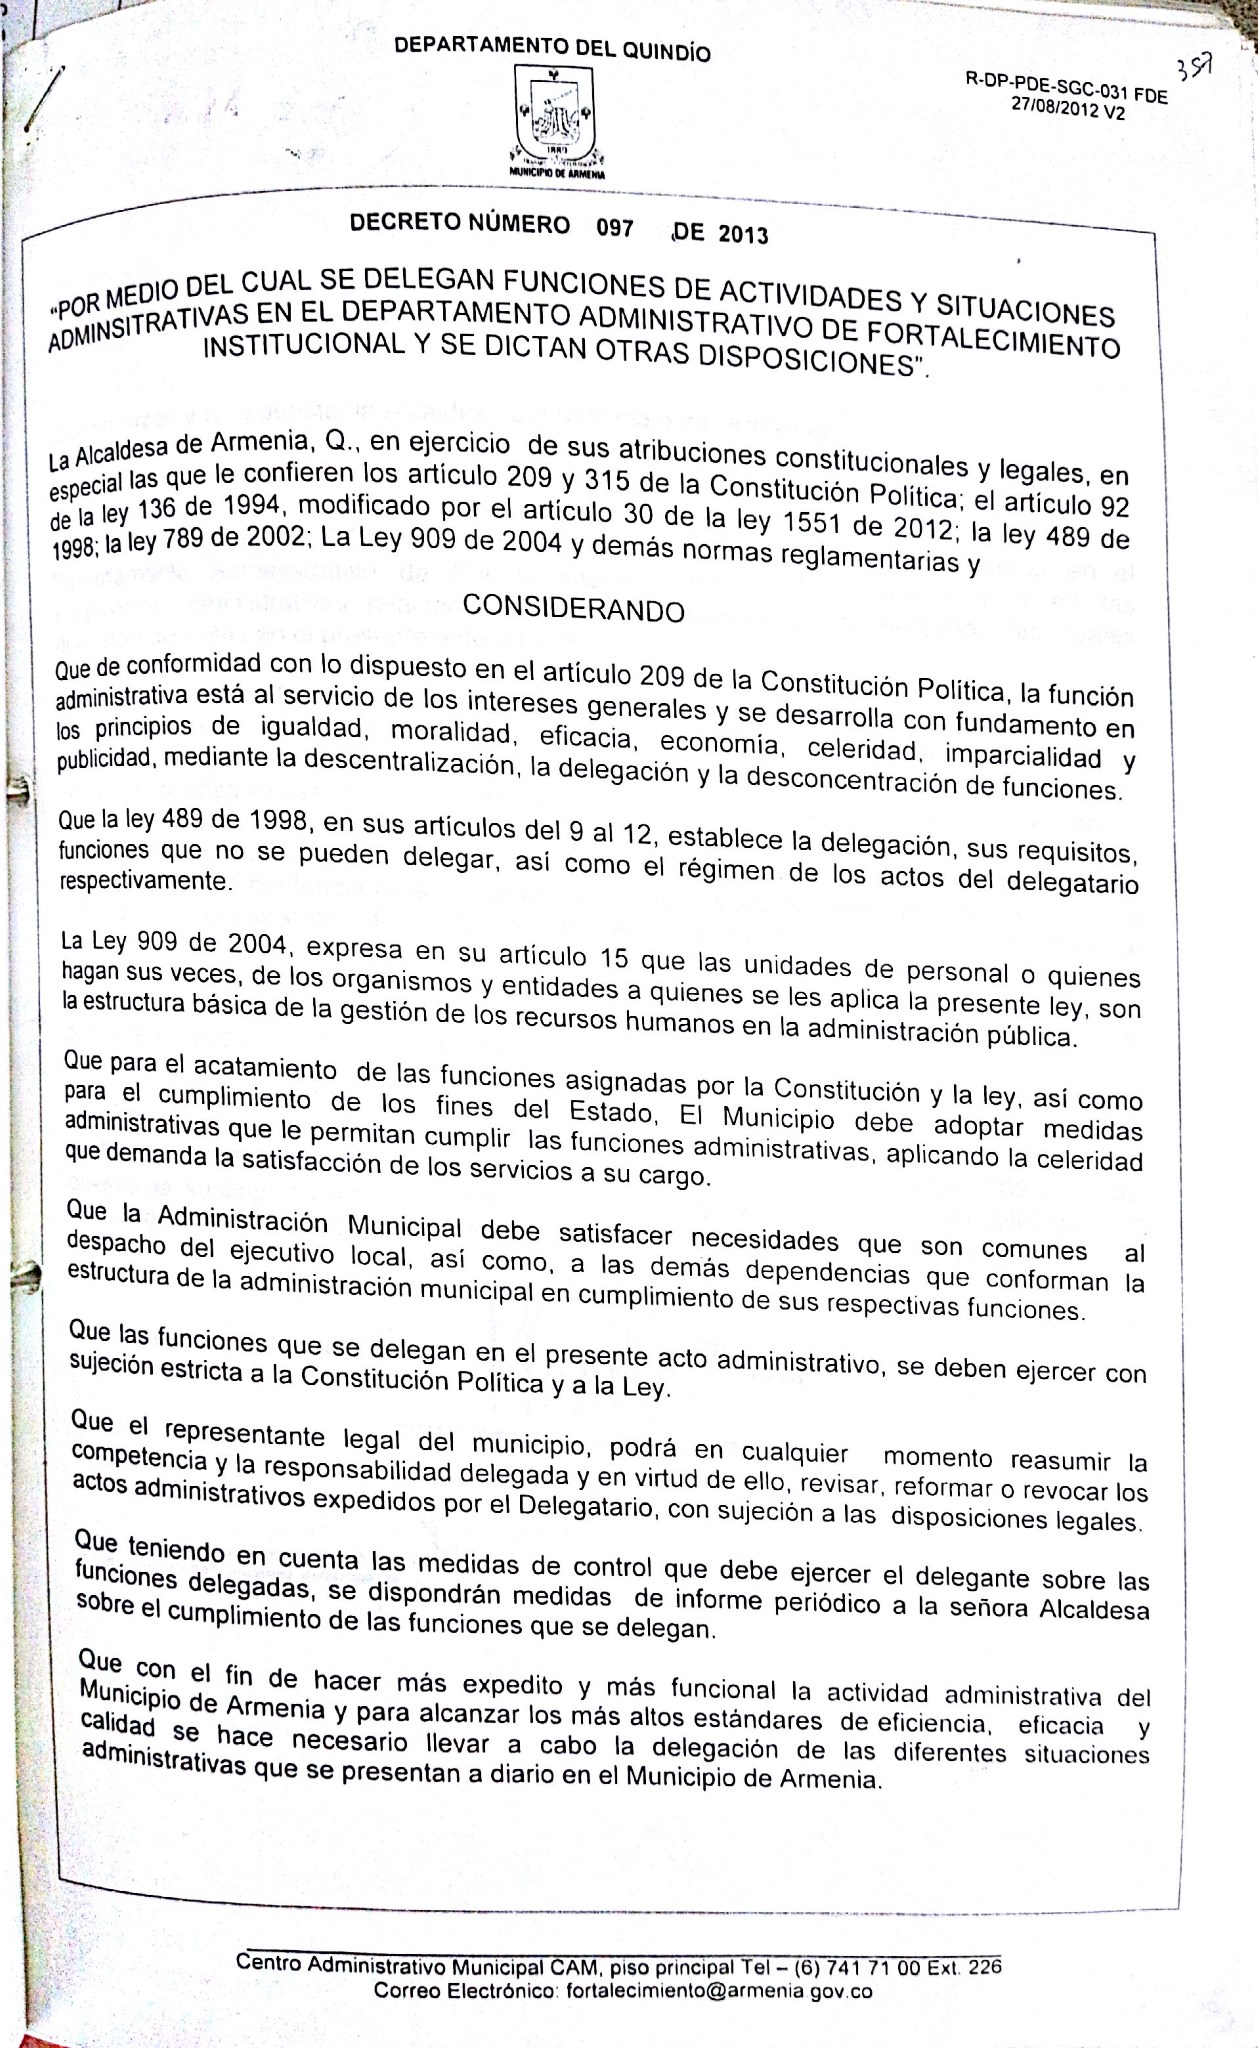 DEPARTAMENTO DEL QUINDÍO
357
R-DP-PDE-SGC-031 FDE
27/08/2012 V2
MUNICIPIO DE ARMENIA
DECRETO NÚMERO 097 DE 2013
"POR MEDIO DEL CUAL SE DELEGAN FUNCIONES DE ACTIVIDADES Y SITUACIONES
ADMINSITRATIVAS EN EL DEPARTAMENTO ADMINISTRATIVO DE FORTALECIMIENTO
INSTITUCIONAL Y SE DICTAN OTRAS DISPOSICIONES".
La Alcaldesa de Armenia, Q., en ejercicio de sus atribuciones constitucionales y legales, en
especial las que le confieren los artículo 209 y 315 de la Constitución Política; el artículo 92
de la ley 136 de 1994, modificado por el artículo 30 de la ley 1551 de 2012; la ley 489 de
1998; la ley 789 de 2002; La Ley 909 de 2004 y demás normas reglamentarias y
CONSIDERANDO
Que de conformidad con lo dispuesto en el artículo 209 de la Constitución Política, la función
administrativa está al servicio de los intereses generales y se desarrolla con fundamento en
los principios de igualdad, moralidad, eficacia, economía, celeridad, imparcialidad y
publicidad, mediante la descentralización, la delegación y la desconcentración de funciones.
Que la ley 489 de 1998, en sus artículos del 9 al 12, establece la delegación, sus requisitos,
funciones que no se pueden delegar, así como el régimen de los actos del delegatario
respectivamente.
La Ley 909 de 2004, expresa en su artículo 15 que las unidades de personal o quienes
hagan sus veces, de los organismos y entidades a quienes se les aplica la presente ley, son
la estructura básica de la gestión de los recursos humanos en la administración pública.
Que para el acatamiento de las funciones asignadas por la Constitución y la ley, así como
para el cumplimiento de los fines del Estado, El Municipio debe adoptar medidas
administrativas que le permitan cumplir las funciones administrativas, aplicando la celeridad
que demanda la satisfacción de los servicios a su cargo.
Que la Administración Municipal debe satisfacer necesidades que son comunes al
despacho del ejecutivo local, así como, a las demás dependencias que conforman la
estructura de la administración municipal en cumplimiento de sus respectivas funciones.
Que las funciones que se delegan en el presente acto administrativo, se deben ejercer con
sujeción estricta a la Constitución Política y a la Ley.
Que el representante legal del municipio, podrá en cualquier momento reasumir la
competencia y la responsabilidad delegada y en virtud de ello, revisar, reformar o revocar los
actos administrativos expedidos por el Delegatario, con sujeción a las disposiciones legales.
Que teniendo en cuenta las medidas de control que debe ejercer el delegante sobre las
funciones delegadas, se dispondrán medidas de informe periódico a la señora Alcaldesa
sobre el cumplimiento de las funciones que se delegan.
Que con el fin de hacer más expedito y más funcional la actividad administrativa del
Municipio de Armenia y para alcanzar los más altos estándares de eficiencia, eficacia y
calidad se hace necesario llevar a cabo la delegación de las diferentes situaciones
administrativas que se presentan a diario en el Municipio de Armenia.
Centro Administrativo Municipal CAM, piso principal Tel – (6) 741 71 00 Ext. 226
Correo Electrónico: fortalecimiento@armenia.gov.co